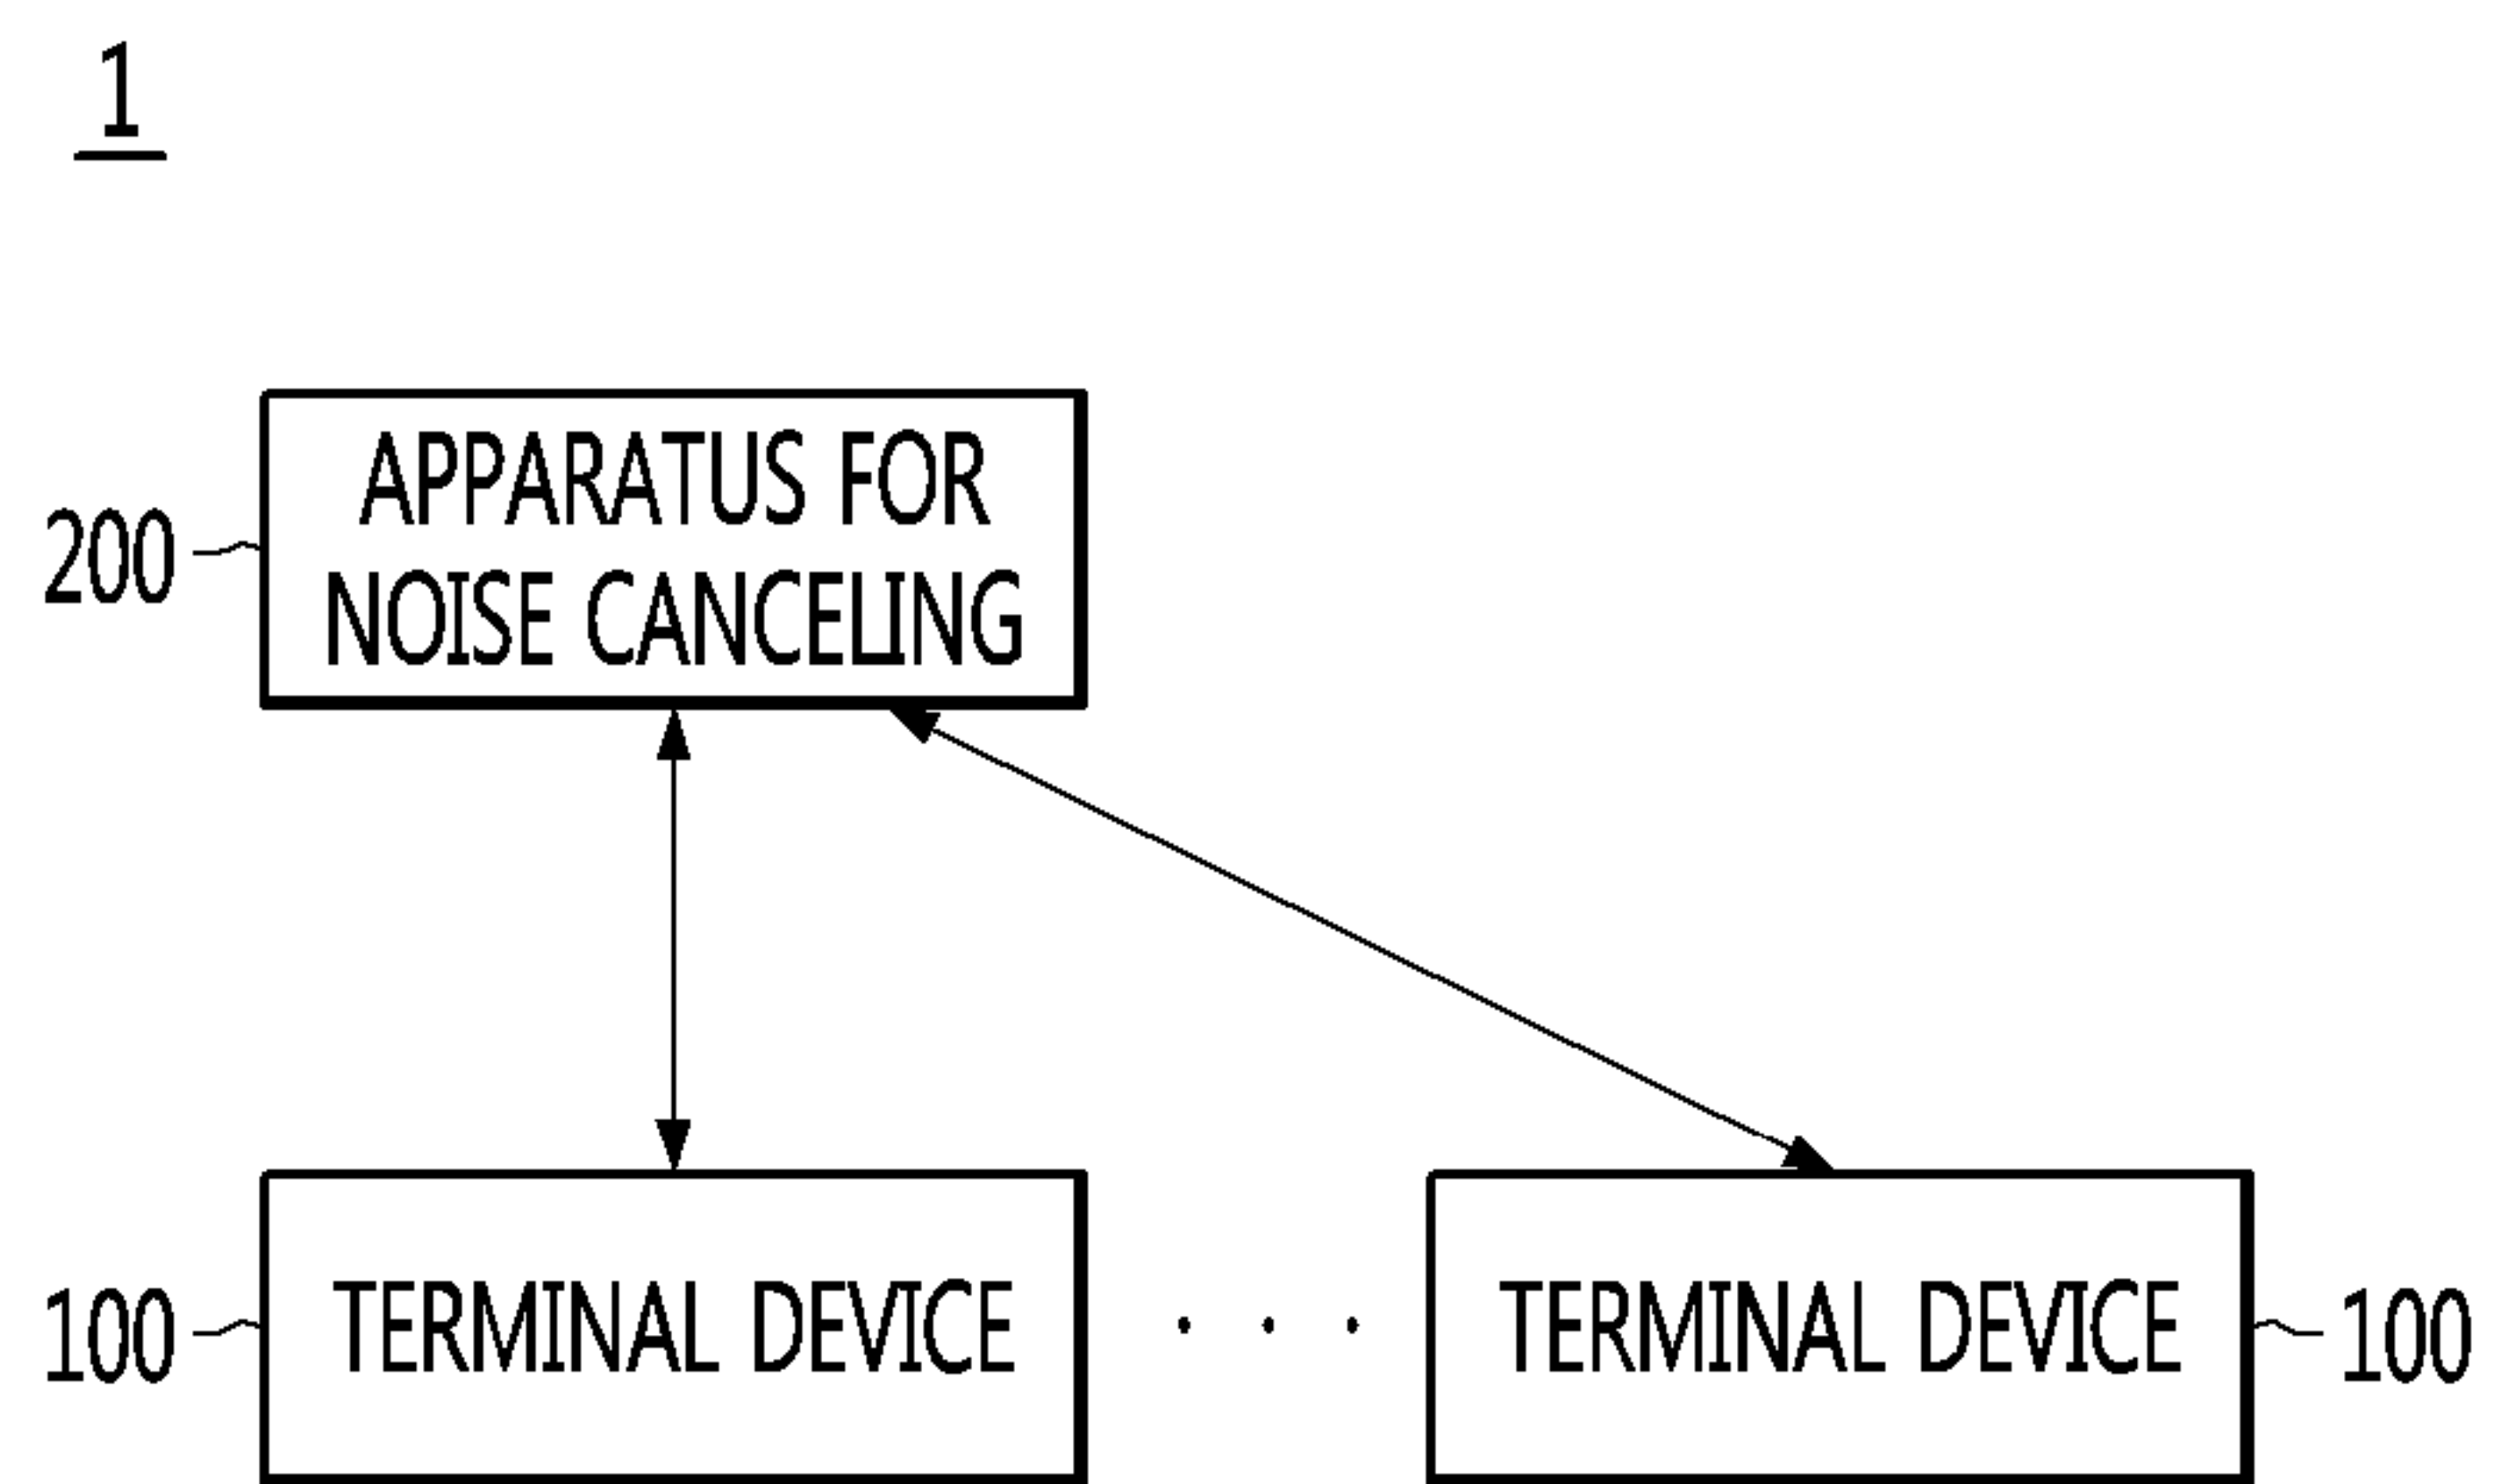 1
APPARATUS FOR
NOISE CANCELING
200
100
TERMINAL DEVICE
. . .
TERMINAL DEVICE
100